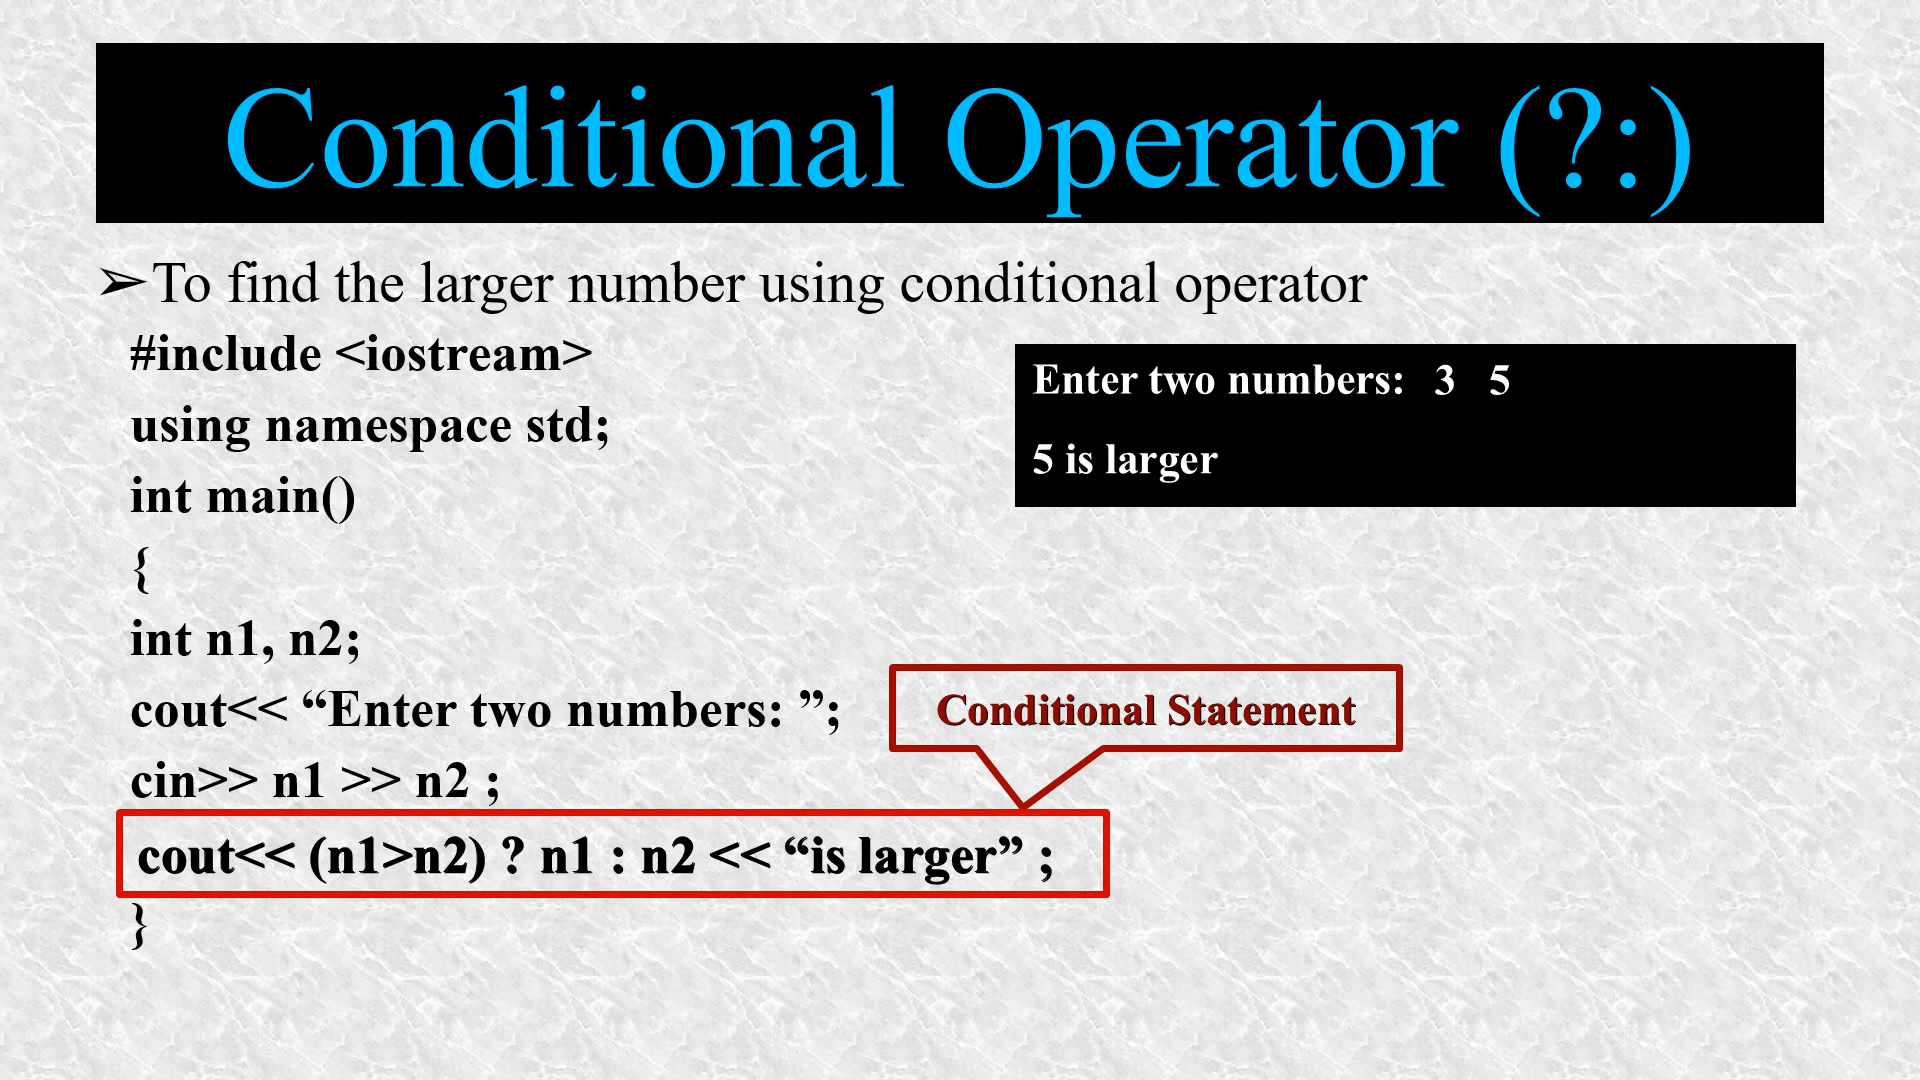 Conditional Operator (?:)
➢To find the larger number using conditional operator
#include <iostream>
using namespace std;
int main()
{
int n1, n2;
cout<< “Enter two numbers: ”;
cin>> n1 >> n2 ;
cout<< (n1>n2) ? n1 : n2 << “is larger” ;
}
Enter two numbers: 3 5
5 is larger
Conditional Statement